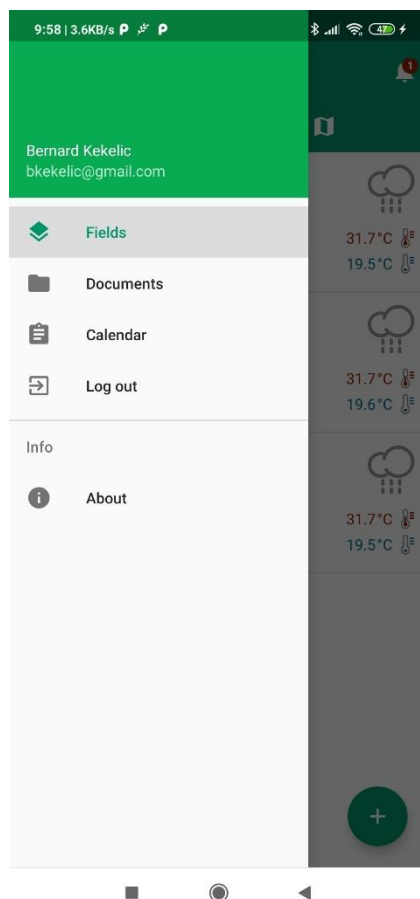 9:58 | 3.6KB/s P P
47
1
Bernard Kekelic
bkekelic@gmail.com
Fields
Documents
Calendar
Log out
Info
About
31.7°C
19.5°C
31.7°C
19.6°C
31.7°C
19.5°C